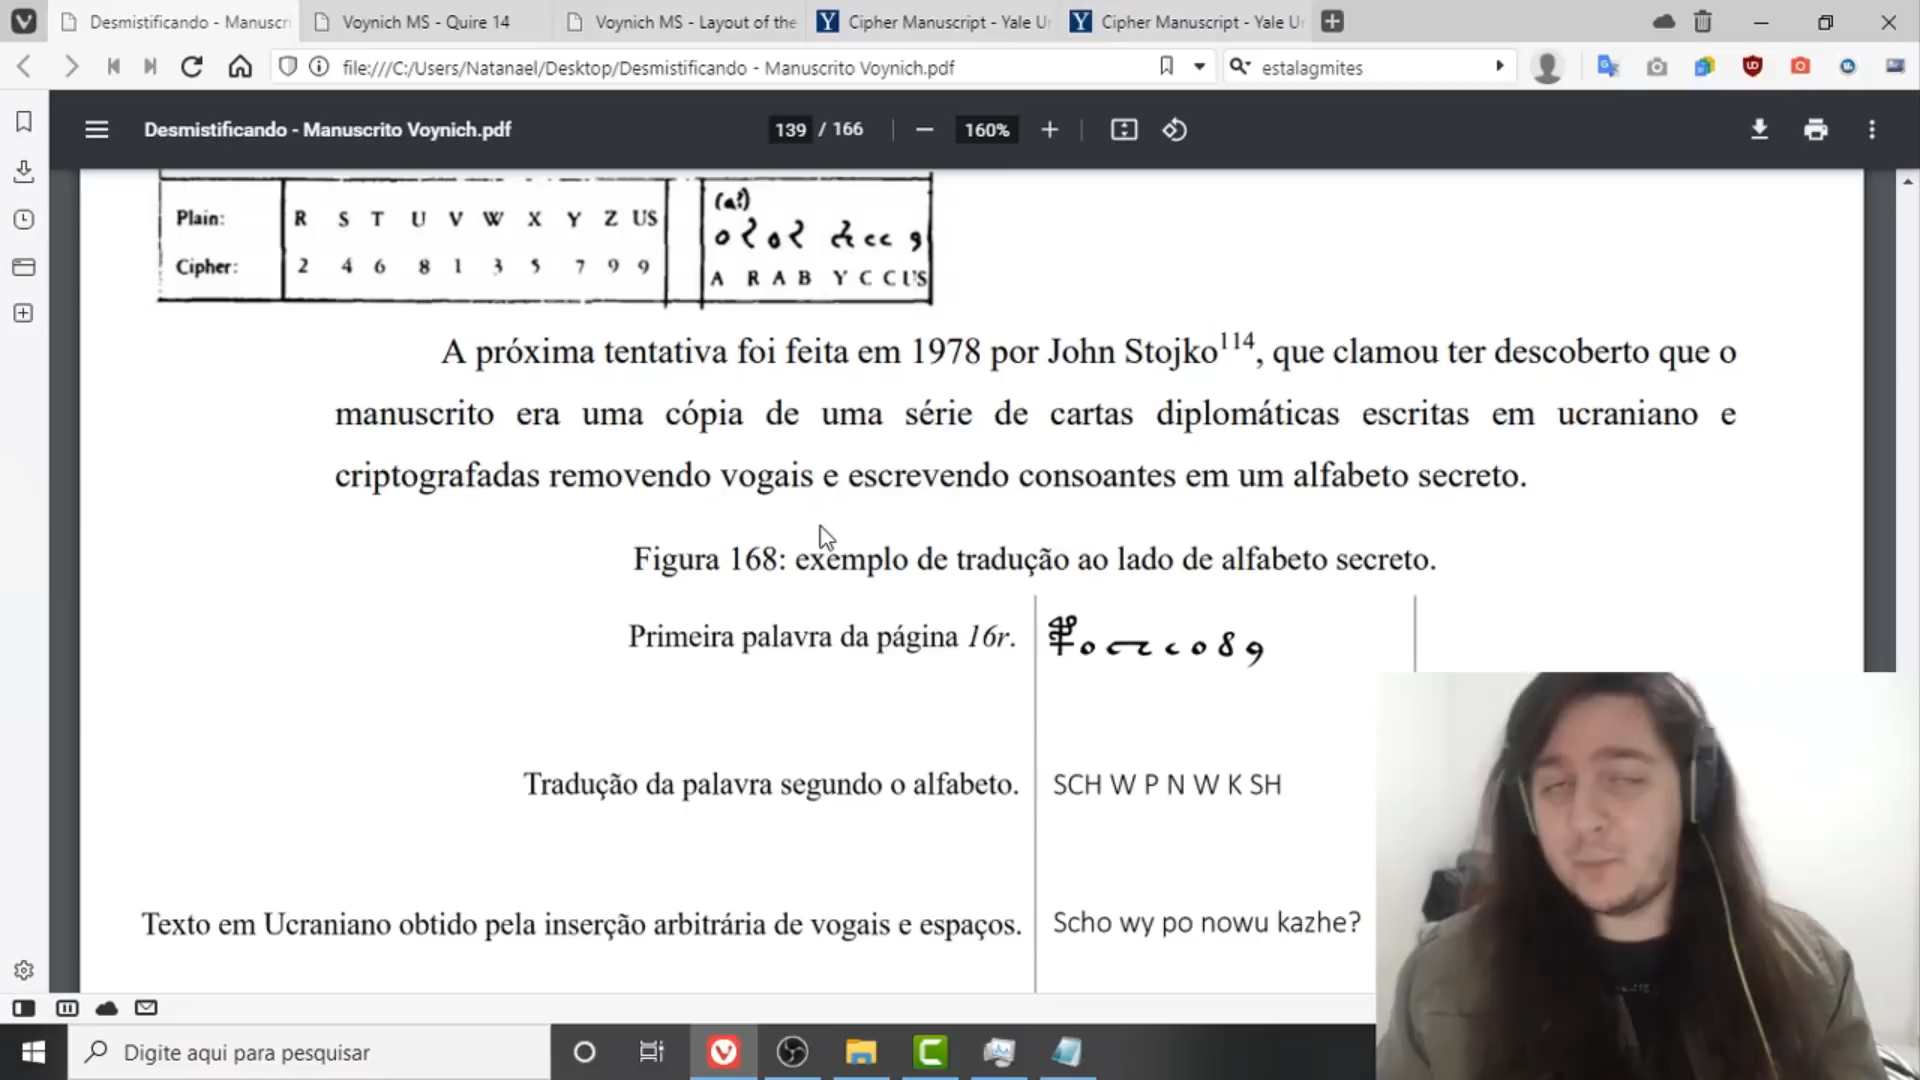 Desmistificando - Manuscri
Voynich MS - Quire 14
Voynich MS - Layout of the
Cipher Manuscript - Yale Ur
Cipher Manuscript - Yale Ur
file:///C:/Users/Natanael/Desktop/Desmistificando - Manuscrito Voynich.pdf
estalagmites
Desmistificando - Manuscrito Voynich.pdf
139 / 166
160%
Plain: R S T U V W X Y Z US
Cipher: 2 4 6 8 1 3 5 7 9 9
(a?)
A R A B Y C C US
A próxima tentativa foi feita em 1978 por John Stojko114, que clamou ter descoberto que o
manuscrito era uma cópia de uma série de cartas diplomáticas escritas em ucraniano e
criptografadas removendo vogais e escrevendo consoantes em um alfabeto secreto.
Figura 168: exemplo de tradução ao lado de alfabeto secreto.
Primeira palavra da página 16r.
Tradução da palavra segundo o alfabeto. SCH W P N W K SH
Texto em Ucraniano obtido pela inserção arbitrária de vogais e espaços. Scho wy po nowu kazhe?
Digite aqui para pesquisar